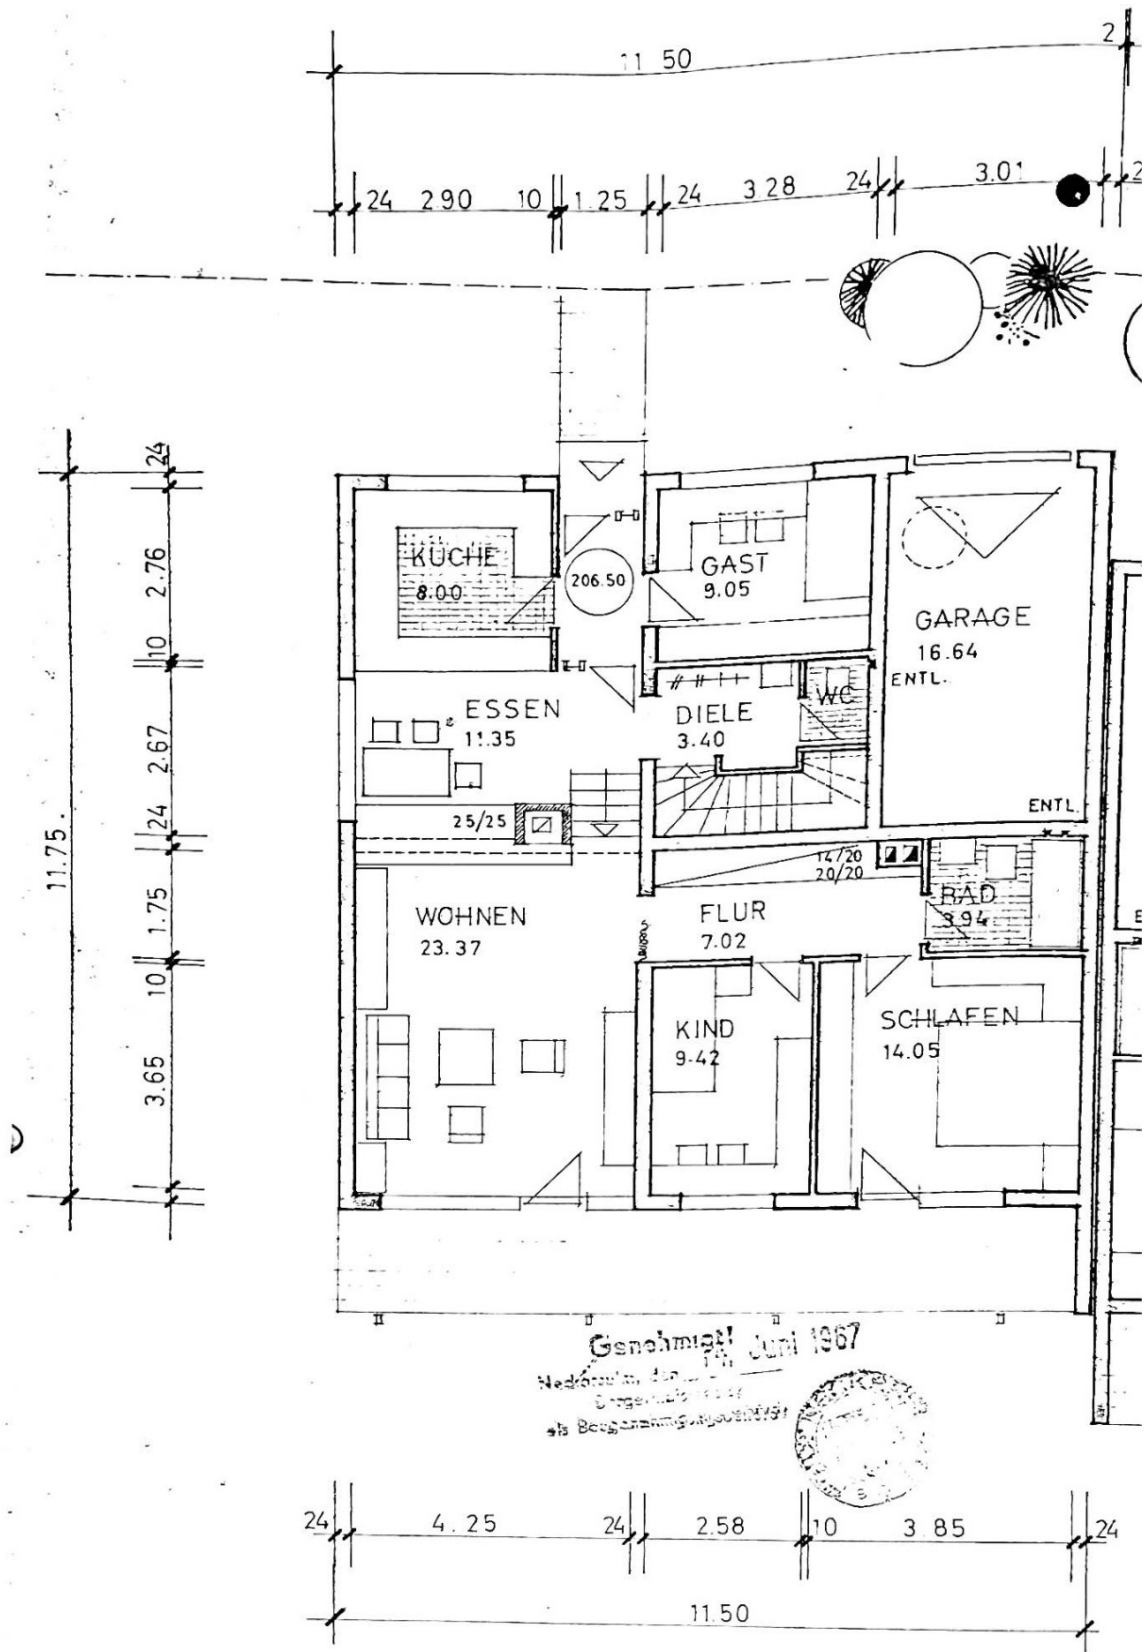 11 50
2
24 2.90 10 1.25 24 3.28 24 3.01 2
24
2.76
10
2.67
24
1.75
10
3.65
11.75.
KÜCHE
8.00
206.50
GAST
9.05
GARAGE
16.64
ENTL.
WC
ESSEN
11.35
DIELE
3.40
ENTL.
25/25
14/20
20/20
WOHNEN
23.37
FLUR
7.02
BAD
3.94
KIND
9.42
SCHLAFEN
14.05
Genehmigt!
Juni 1967
24 4.25 24 2.58 10 3.85 24
11.50